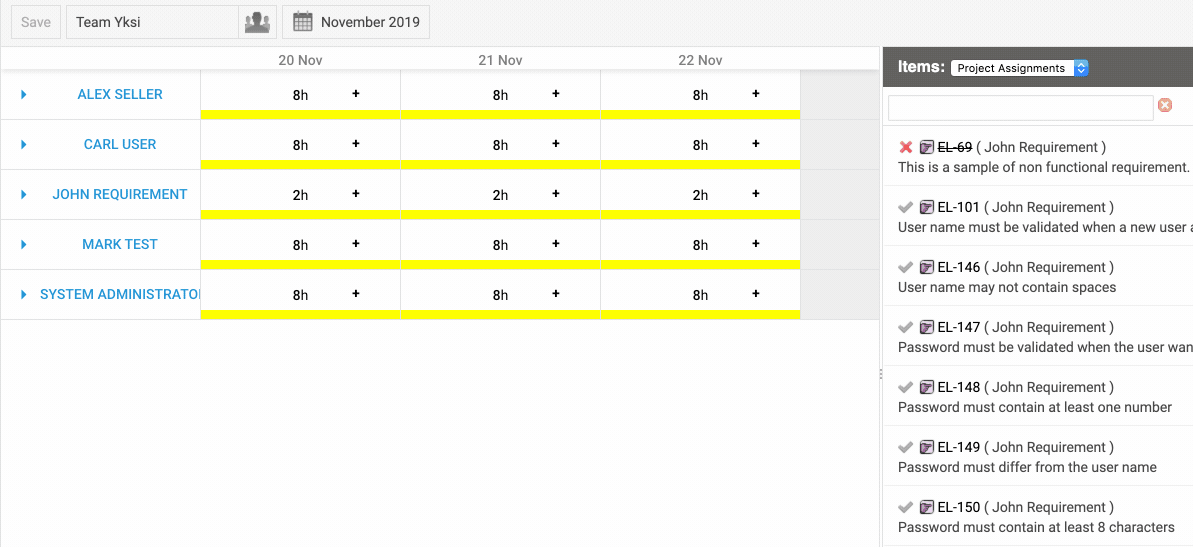 Save Team Yksi November 2019
20 Nov 21 Nov 22 Nov
ALEX SELLER 8h + 8h + 8h +
CARL USER 8h + 8h + 8h +
JOHN REQUIREMENT 2h + 2h + 2h +
MARK TEST 8h + 8h + 8h +
SYSTEM ADMINISTRATO 8h + 8h + 8h +
Items: Project Assignments
EL-69 ( John Requirement )
This is a sample of non functional requirement.
EL-101 ( John Requirement )
User name must be validated when a new user a
EL-146 ( John Requirement )
User name may not contain spaces
EL-147 ( John Requirement )
Password must be validated when the user wan
EL-148 ( John Requirement )
Password must contain at least one number
EL-149 ( John Requirement )
Password must differ from the user name
EL-150 ( John Requirement )
Password must contain at least 8 characters